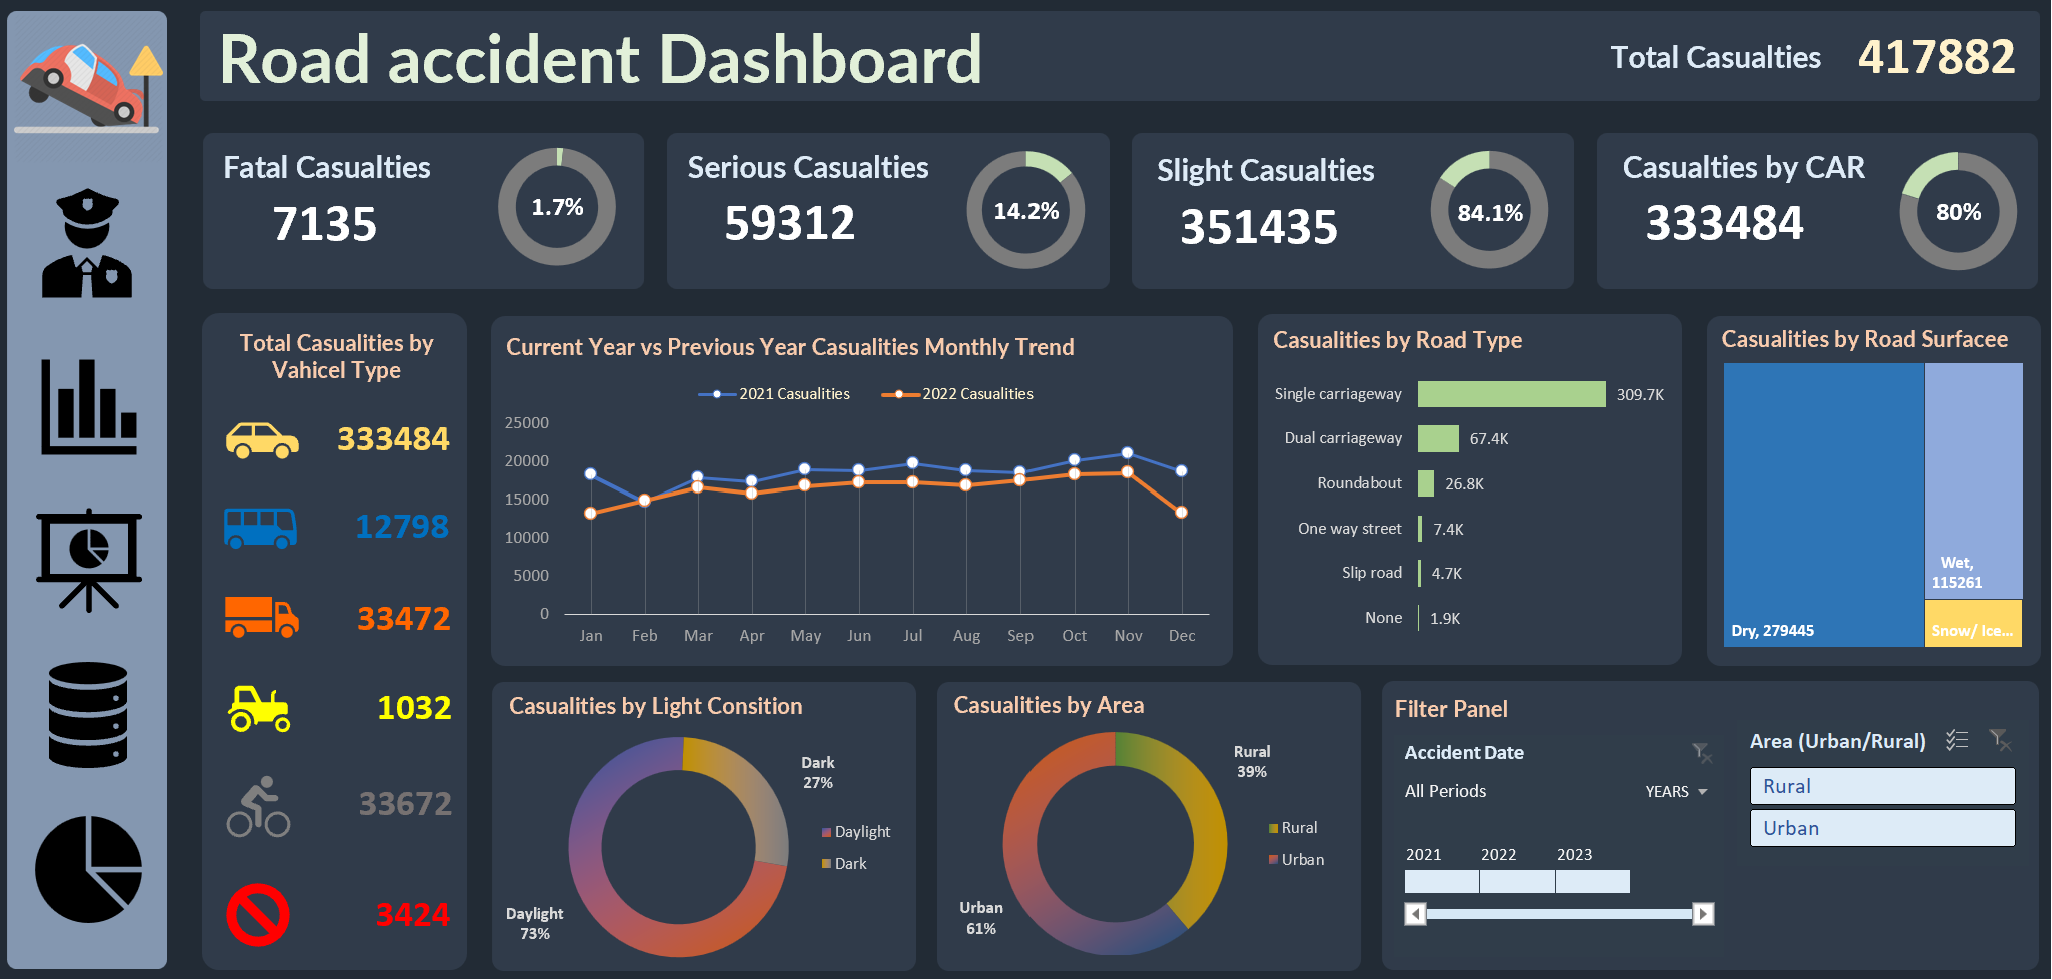 Road accident Dashboard
Total Casualties 417882
Fatal Casualties
7135
1.7%
Serious Casualties
59312
14.2%
Slight Casualties
351435
84.1%
Casualties by CAR
333484
80%
Total Casualities by
Vahicel Type
333484
12798
33472
1032
33672
3424
Current Year vs Previous Year Casualities Monthly Trend
2021 Casualities 2022 Casualities
25000
20000
15000
10000
5000
0
Jan Feb Mar Apr May Jun Jul Aug Sep Oct Nov Dec
Casualities by Road Type
Single carriageway 309.7K
Dual carriageway 67.4K
Roundabout 26.8K
One way street 7.4K
Slip road 4.7K
None 1.9K
Casualities by Road Surfacee
Wet,
115261
Dry, 279445
Snow/ Ice...
Casualities by Light Consition
Dark
27%
Daylight
Dark
Daylight
73%
Casualities by Area
Rural
39%
Rural
Urban
Urban
61%
Filter Panel
Accident Date
All Periods YEARS
2021 2022 2023
Area (Urban/Rural)
Rural
Urban